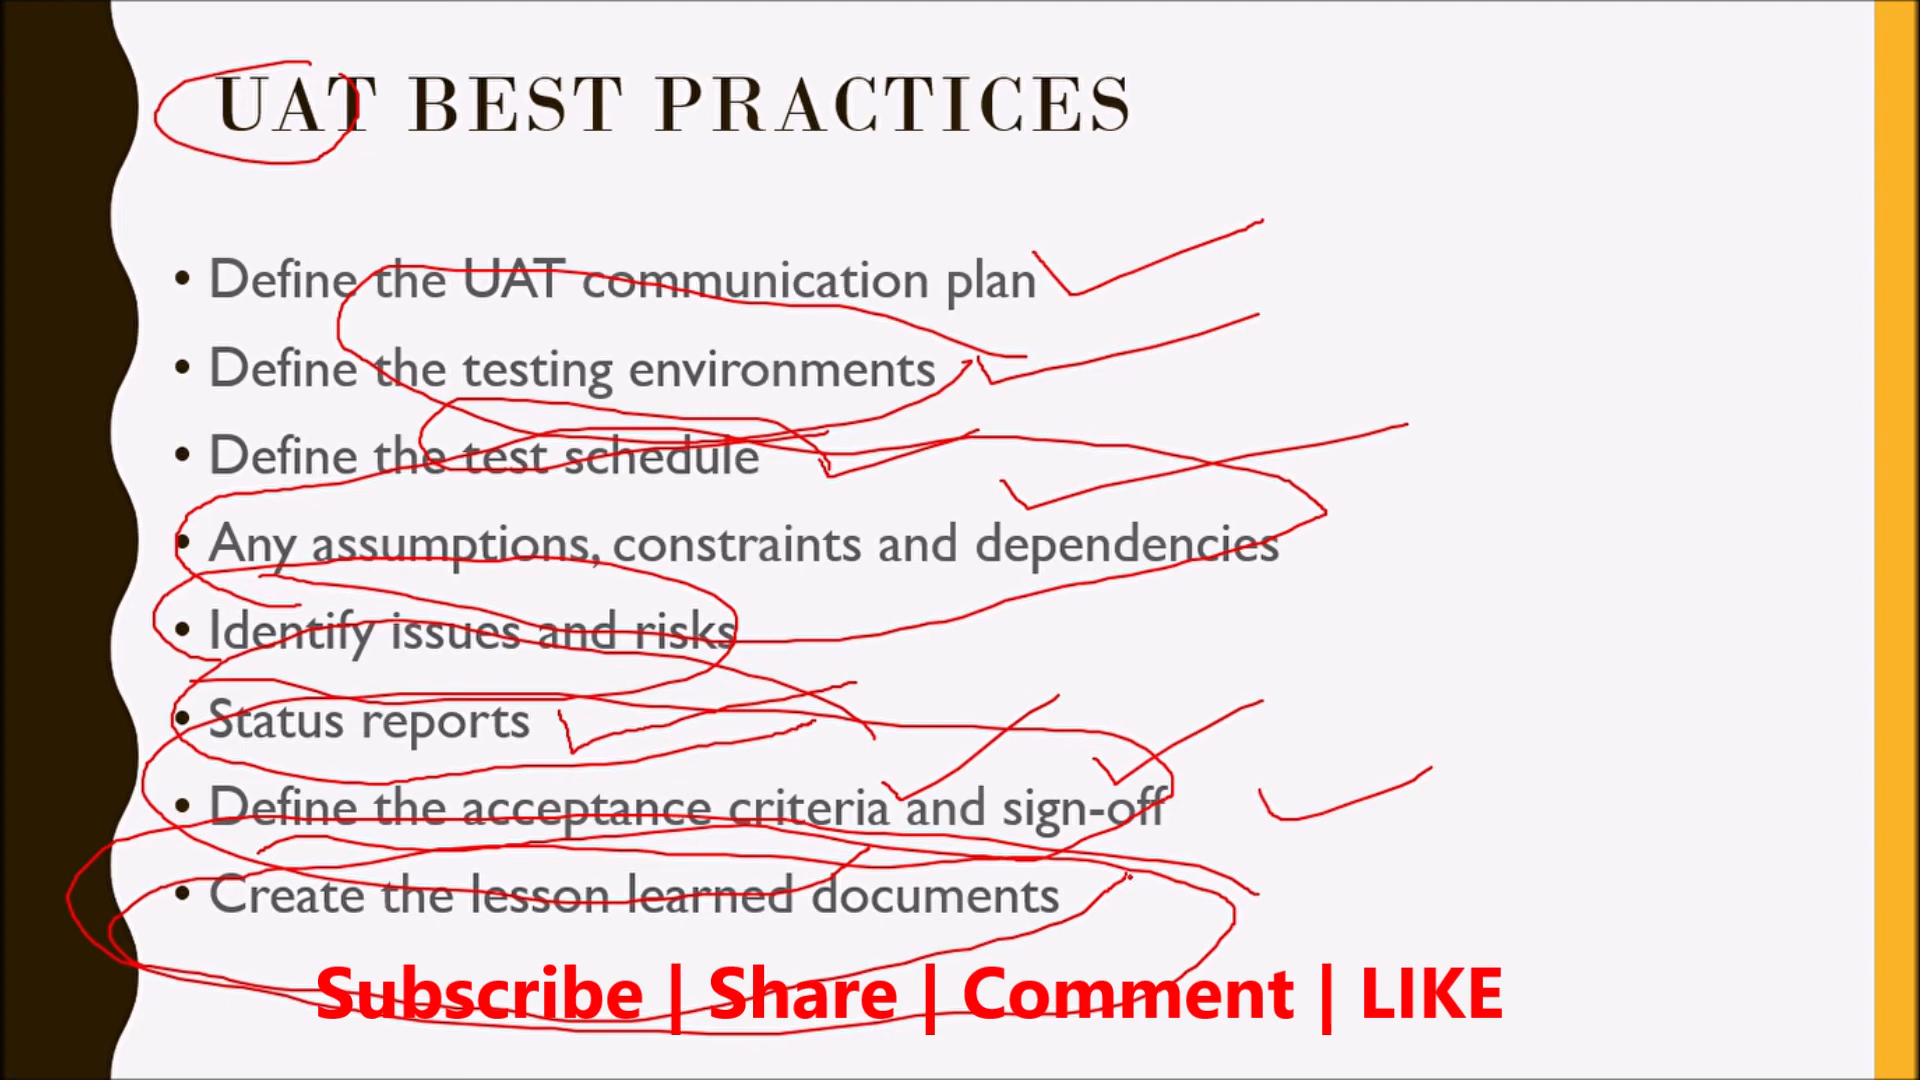 UAT BEST PRACTICES
• Define the UAT communication plan
• Define the testing environments
• Define the test schedule
• Any assumptions, constraints and dependencies
• Identify issues and risks
• Status reports
• Define the acceptance criteria and sign-off
• Create the lesson learned documents
Subscribe | Share | Comment | LIKE